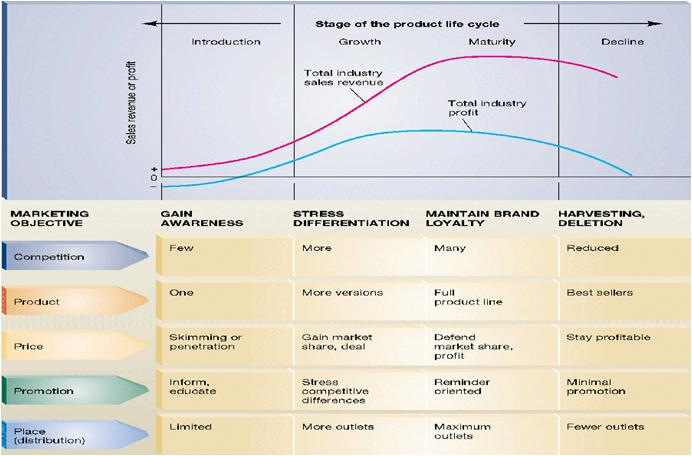 Stage of the product life cycle
Introduction Growth Maturity Decline
Sales revenue or profit
Total industry
sales revenue
Total industry
profit
+
0
–
MARKETING
OBJECTIVE
GAIN
AWARENESS
STRESS
DIFFERENTIATION
MAINTAIN BRAND
LOYALTY
HARVESTING,
DELETION
Competition
Few
More
Many
Reduced
Product
One
More versions
Full
product line
Best sellers
Price
Skimming or
penetration
Gain market
share, deal
Defend
market share,
profit
Stay profitable
Promotion
Inform,
educate
Stress
competitive
differences
Reminder
oriented
Minimal
promotion
Place
(distribution)
Limited
More outlets
Maximum
outlets
Fewer outlets